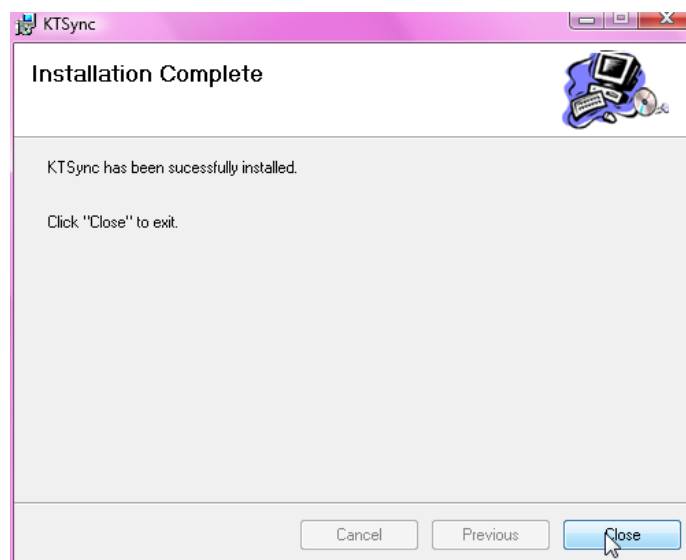 KTSync
Installation Complete
KTSync has been sucessfully installed.
Click "Close" to exit.
Cancel
Previous
Close